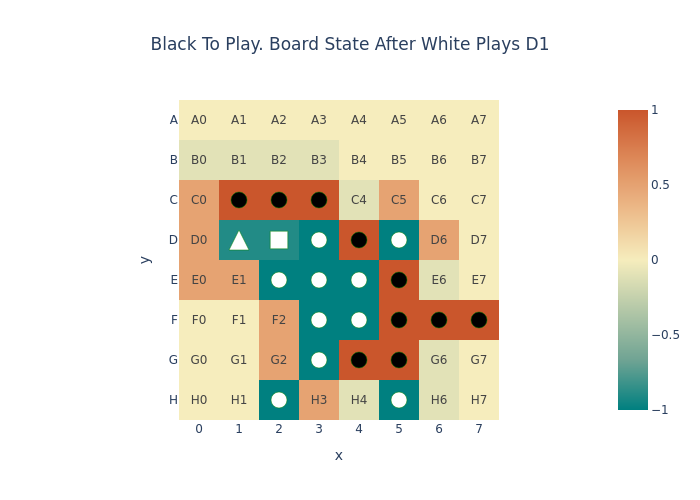 Black To Play. Board State After White Plays D1
A A0 A1 A2 A3 A4 A5 A6 A7
B B0 B1 B2 B3 B4 B5 B6 B7
C C0 C4 C5 C6 C7
D D0 D6 D7
E E0 E1 E6 E7
F F0 F1 F2
G G0 G1 G2 G6 G7
H H0 H1 H3 H4 H6 H7
0 1 2 3 4 5 6 7
x
y
1
0.5
0
−0.5
−1